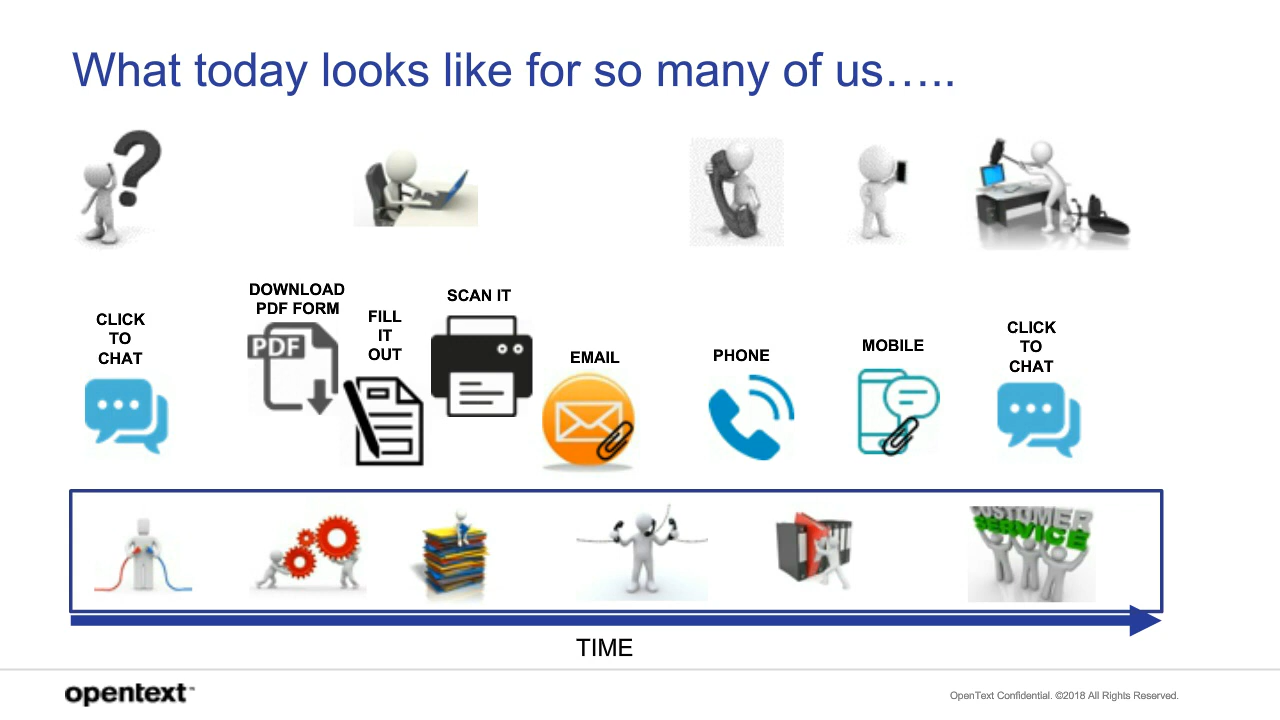 What today looks like for so many of us…..
CLICK
TO
CHAT
DOWNLOAD
PDF FORM
PDF
FILL
IT
OUT
SCAN IT
EMAIL
PHONE
MOBILE
CLICK
TO
CHAT
CUSTOMER
SERVICE
TIME
opentext™
OpenText Confidential. ©2018 All Rights Reserved.